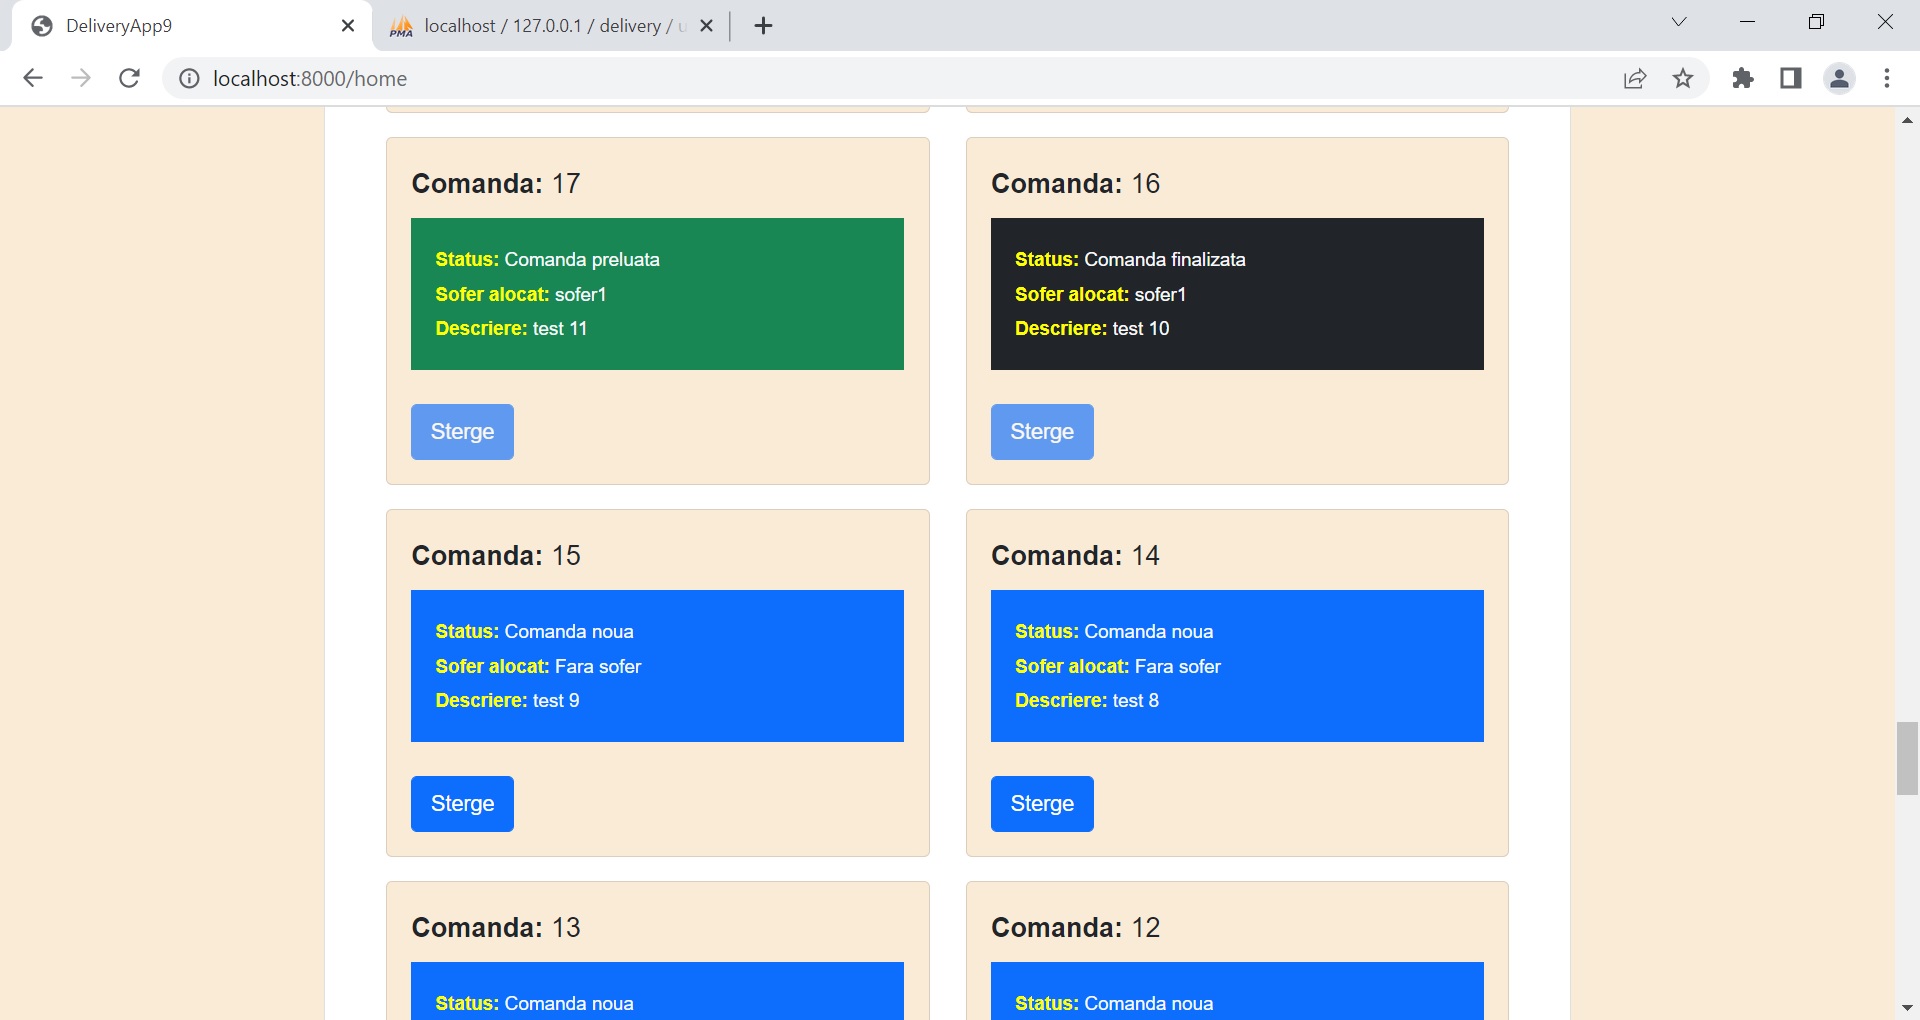 DeliveryApp9
localhost / 127.0.0.1 / delivery /
localhost:8000/home
Comanda: 17
Status: Comanda preluata
Sofer alocat: sofer1
Descriere: test 11
Sterge
Comanda: 16
Status: Comanda finalizata
Sofer alocat: sofer1
Descriere: test 10
Sterge
Comanda: 15
Status: Comanda noua
Sofer alocat: Fara sofer
Descriere: test 9
Sterge
Comanda: 14
Status: Comanda noua
Sofer alocat: Fara sofer
Descriere: test 8
Sterge
Comanda: 13
Status: Comanda noua
Comanda: 12
Status: Comanda noua
PMA